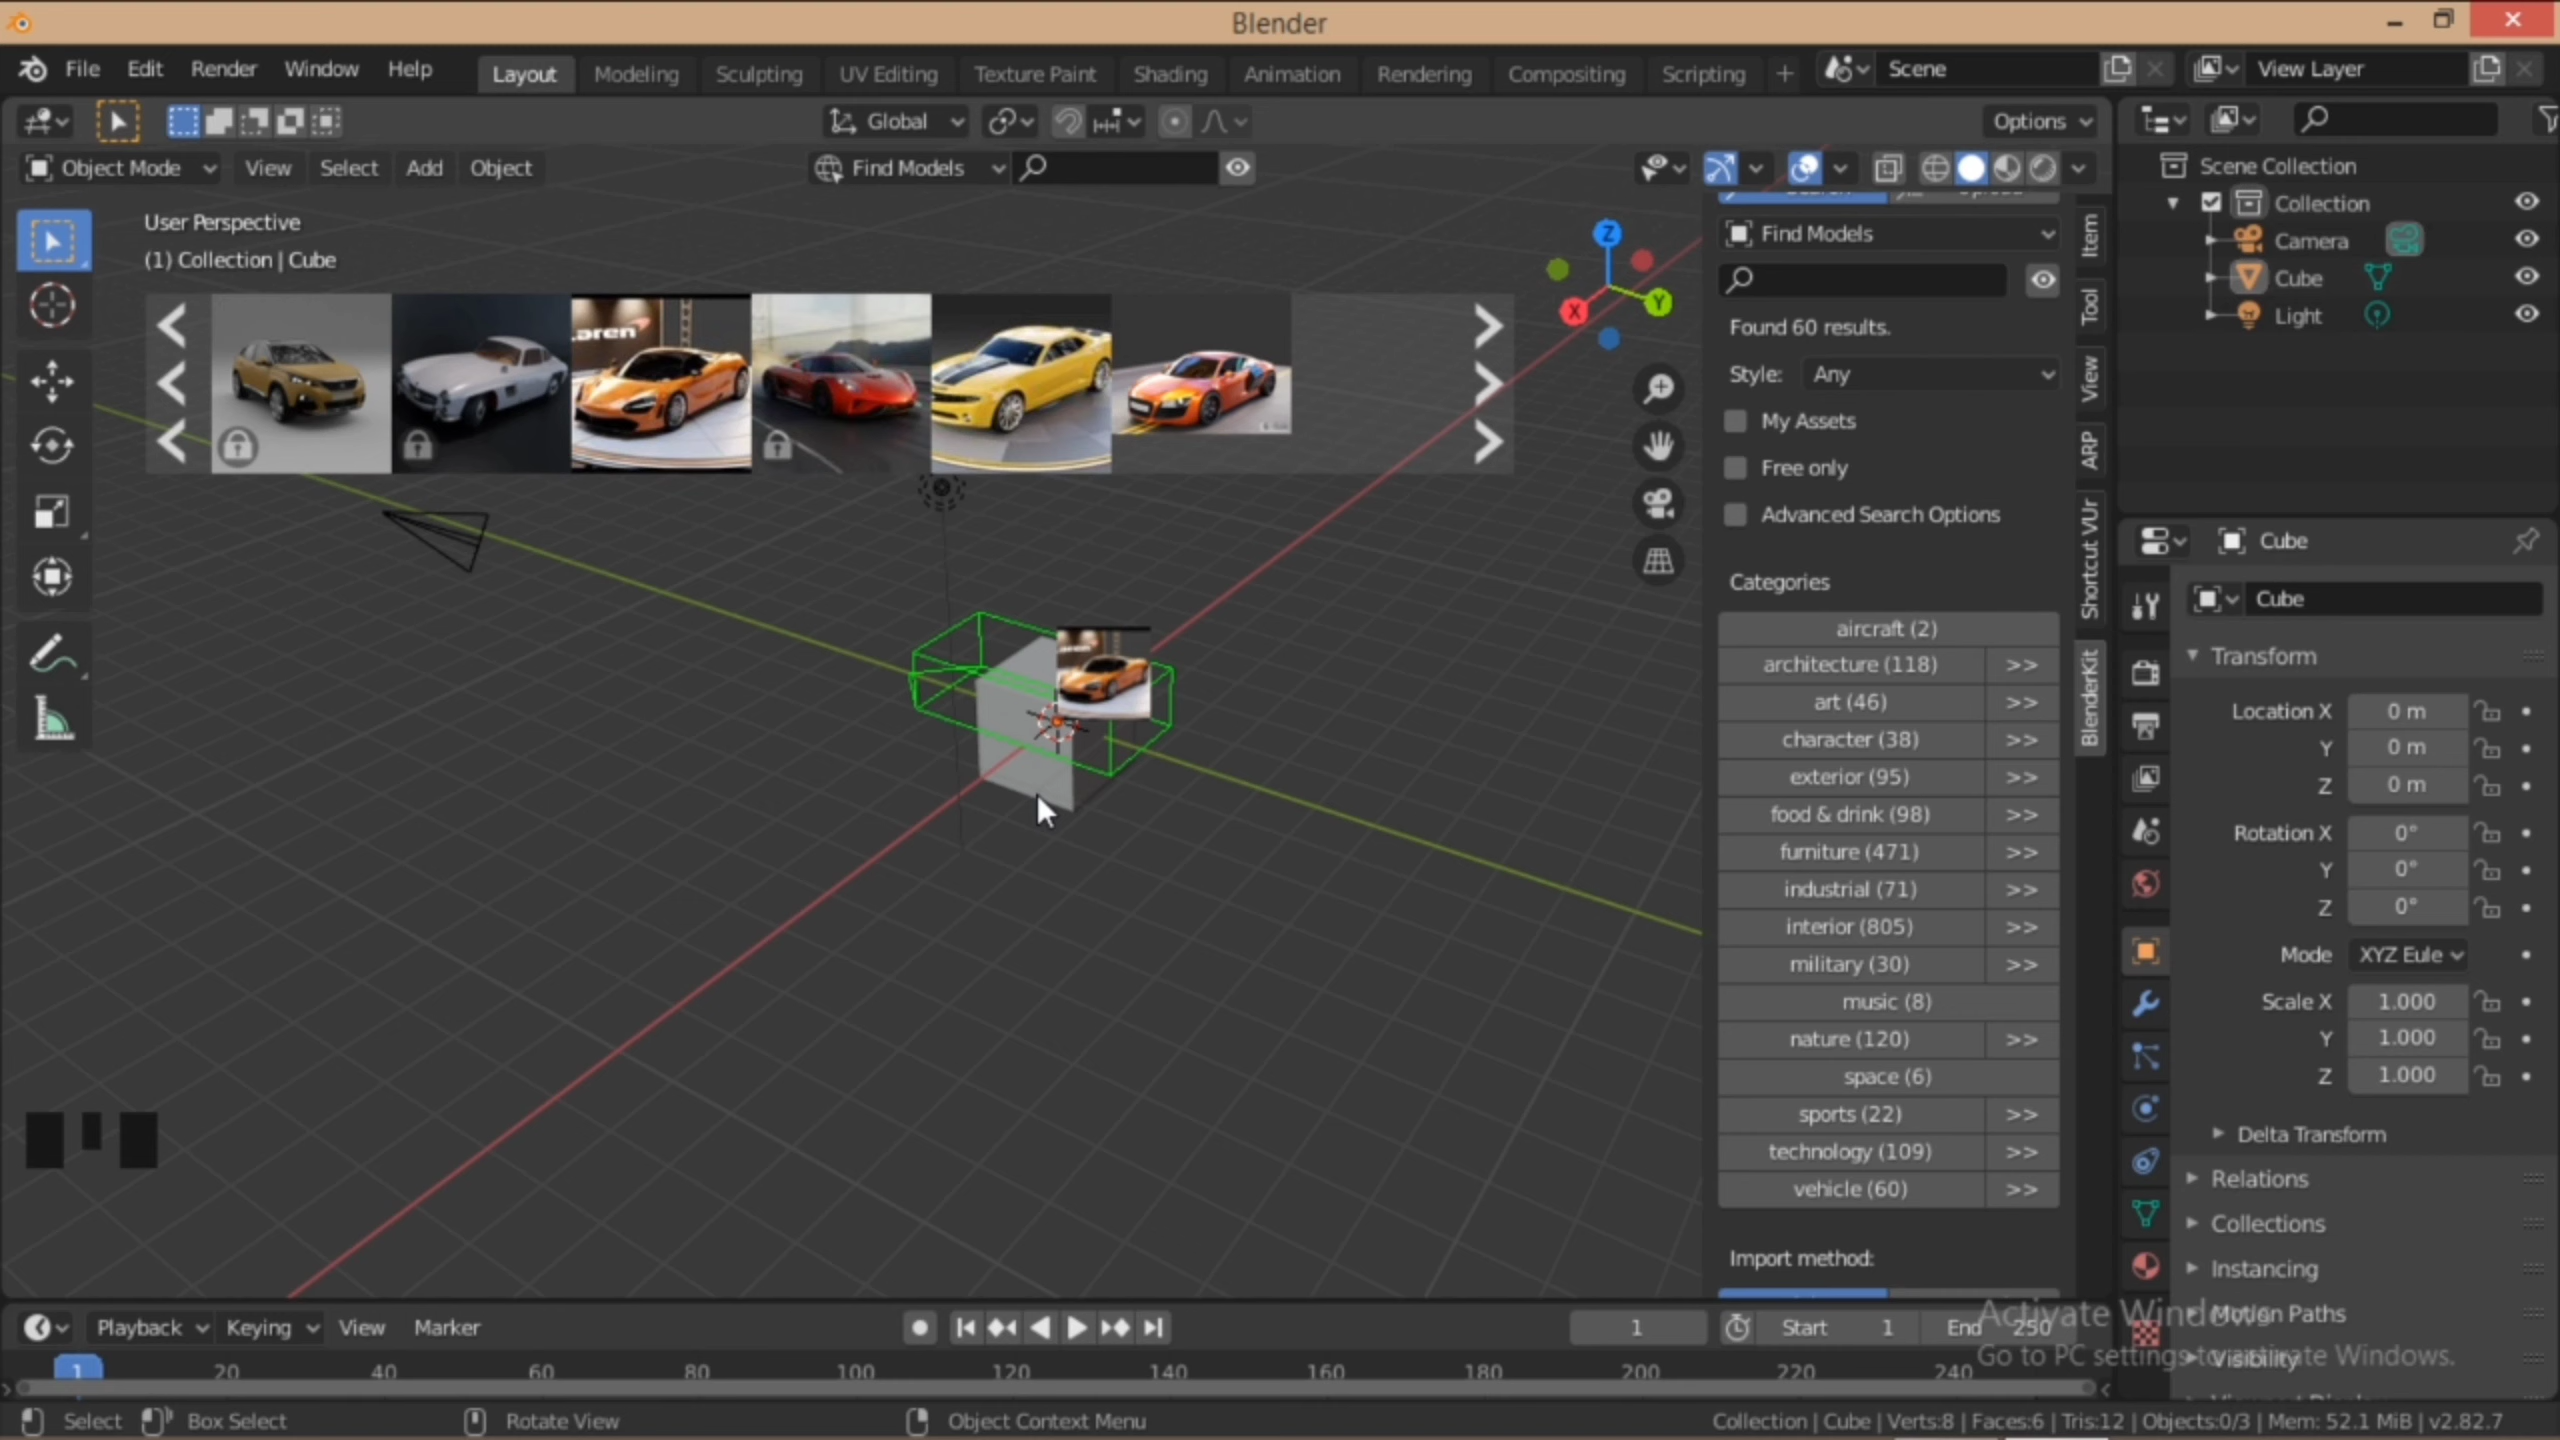 Blender
File Edit Render Window Help Layout Modeling Sculpting UV Editing Texture Paint Shading Animation Rendering Compositing Scripting + Scene View Layer
Global Options
Object Mode View Select Add Object Find Models
Scene Collection
Collection
Camera
Cube
Light
User Perspective
(1) Collection | Cube
aren
Z
Y
X
Find Models
Found 60 results.
Style: Any
My Assets
Free only
Advanced Search Options
Categories
aircraft (2)
architecture (118) >>
art (46) >>
character (38) >>
exterior (95) >>
food & drink (98) >>
furniture (471) >>
industrial (71) >>
interior (805) >>
military (30) >>
music (8)
nature (120) >>
space (6)
sports (22) >>
technology (109) >>
vehicle (60) >>
Import method:
Item
Tool
View
ARP
Shortcut VUr
BlenderKit
Cube
Cube
Transform
Location X 0 m
Y 0 m
Z 0 m
Rotation X 0°
Y 0°
Z 0°
Mode XYZ Eule
Scale X 1.000
Y 1.000
Z 1.000
Delta Transform
Relations
Collections
Instancing
Motion Paths
Visibility
Activate Windows
Go to PC settings to activate Windows.
Playback Keying View Marker 1 Start 1 End 250
1 20 40 60 80 100 120 140 160 180 200 220 240
Select Box Select Rotate View Object Context Menu Collection | Cube | Verts:8 | Faces:6 | Tris:12 | Objects:0/3 | Mem: 52.1 MiB | v2.82.7